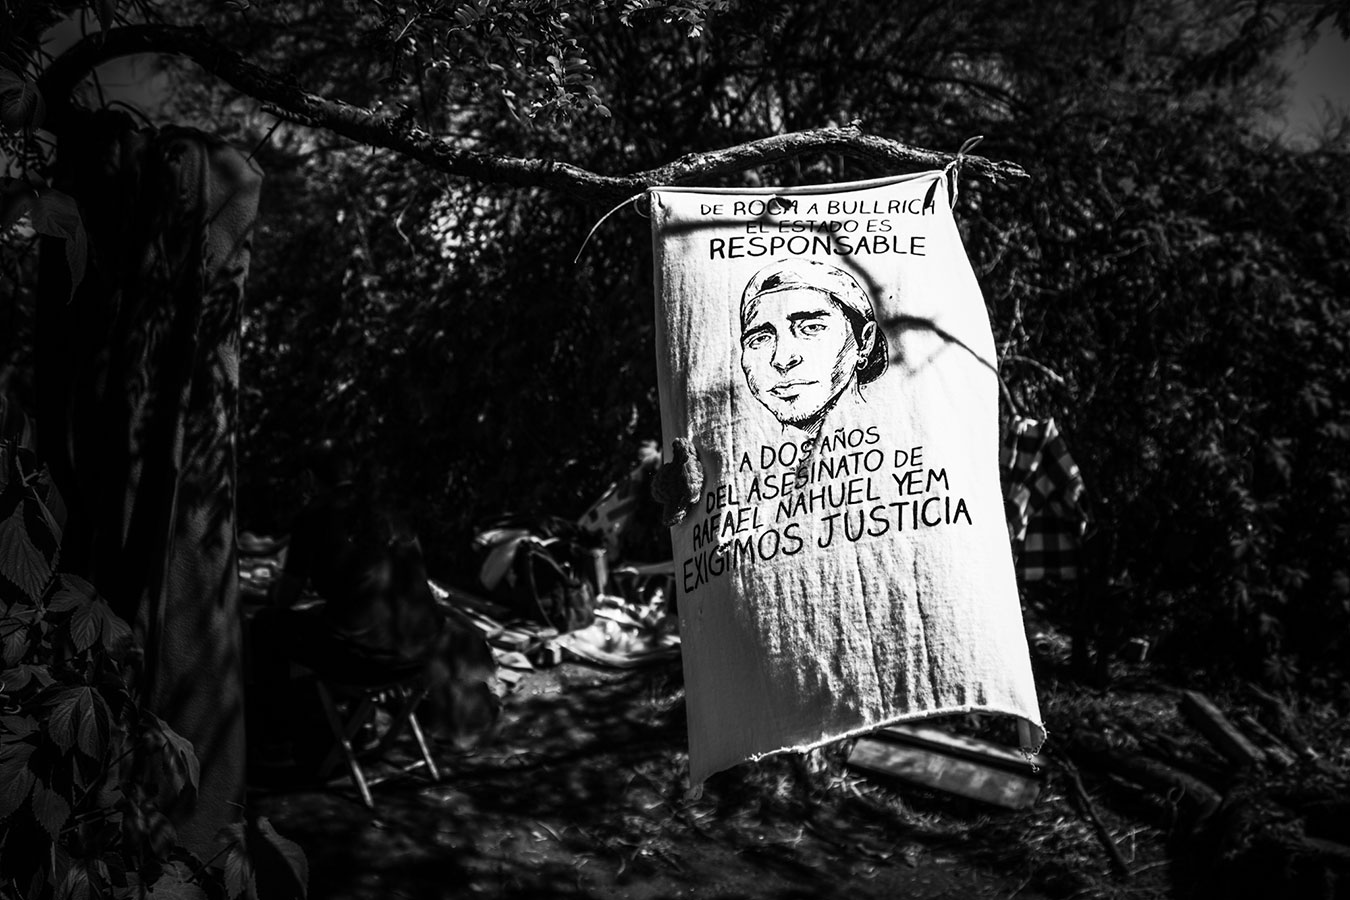 DE ROCA A BULLRICH
EL ESTADO ES
RESPONSABLE
A DOS AÑOS
DEL ASESINATO DE
RAFAEL NAHUEL YEM
EXIGIMOS JUSTICIA